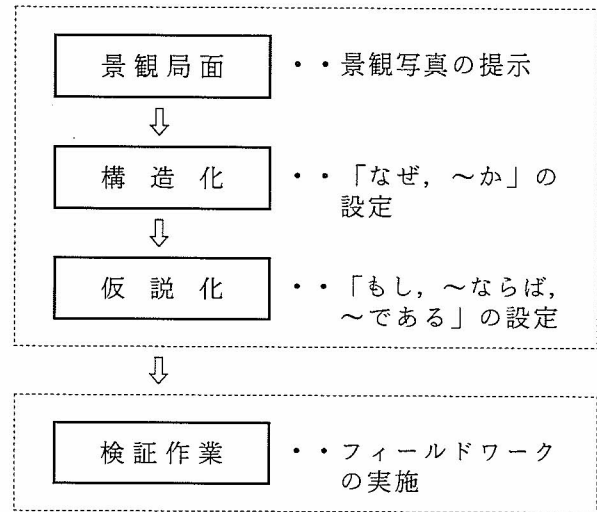 景観局面 ・・景観写真の提示
構造化 ・・「なぜ，～か」の
設定
仮説化 ・・「もし，～ならば，
～である」の設定
検証作業 ・・フィールドワーク
の実施